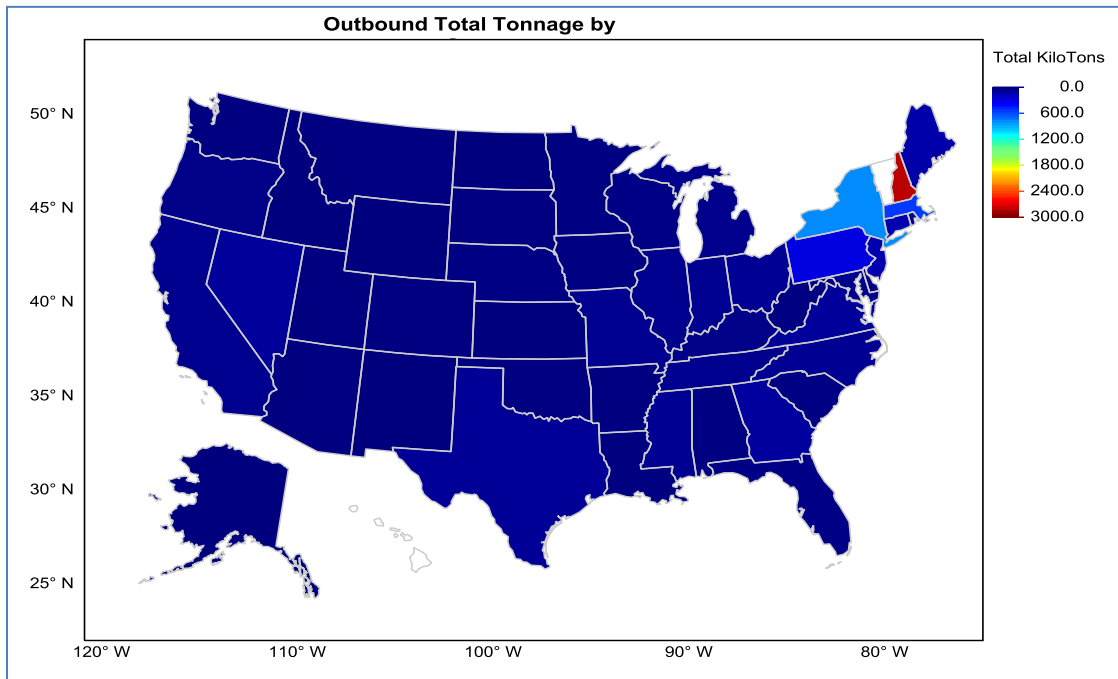 Outbound Total Tonnage by
Total KiloTons
0.0
600.0
1200.0
1800.0
2400.0
3000.0
50° N
45° N
40° N
35° N
30° N
25° N
120° W
110° W
100° W
90° W
80° W